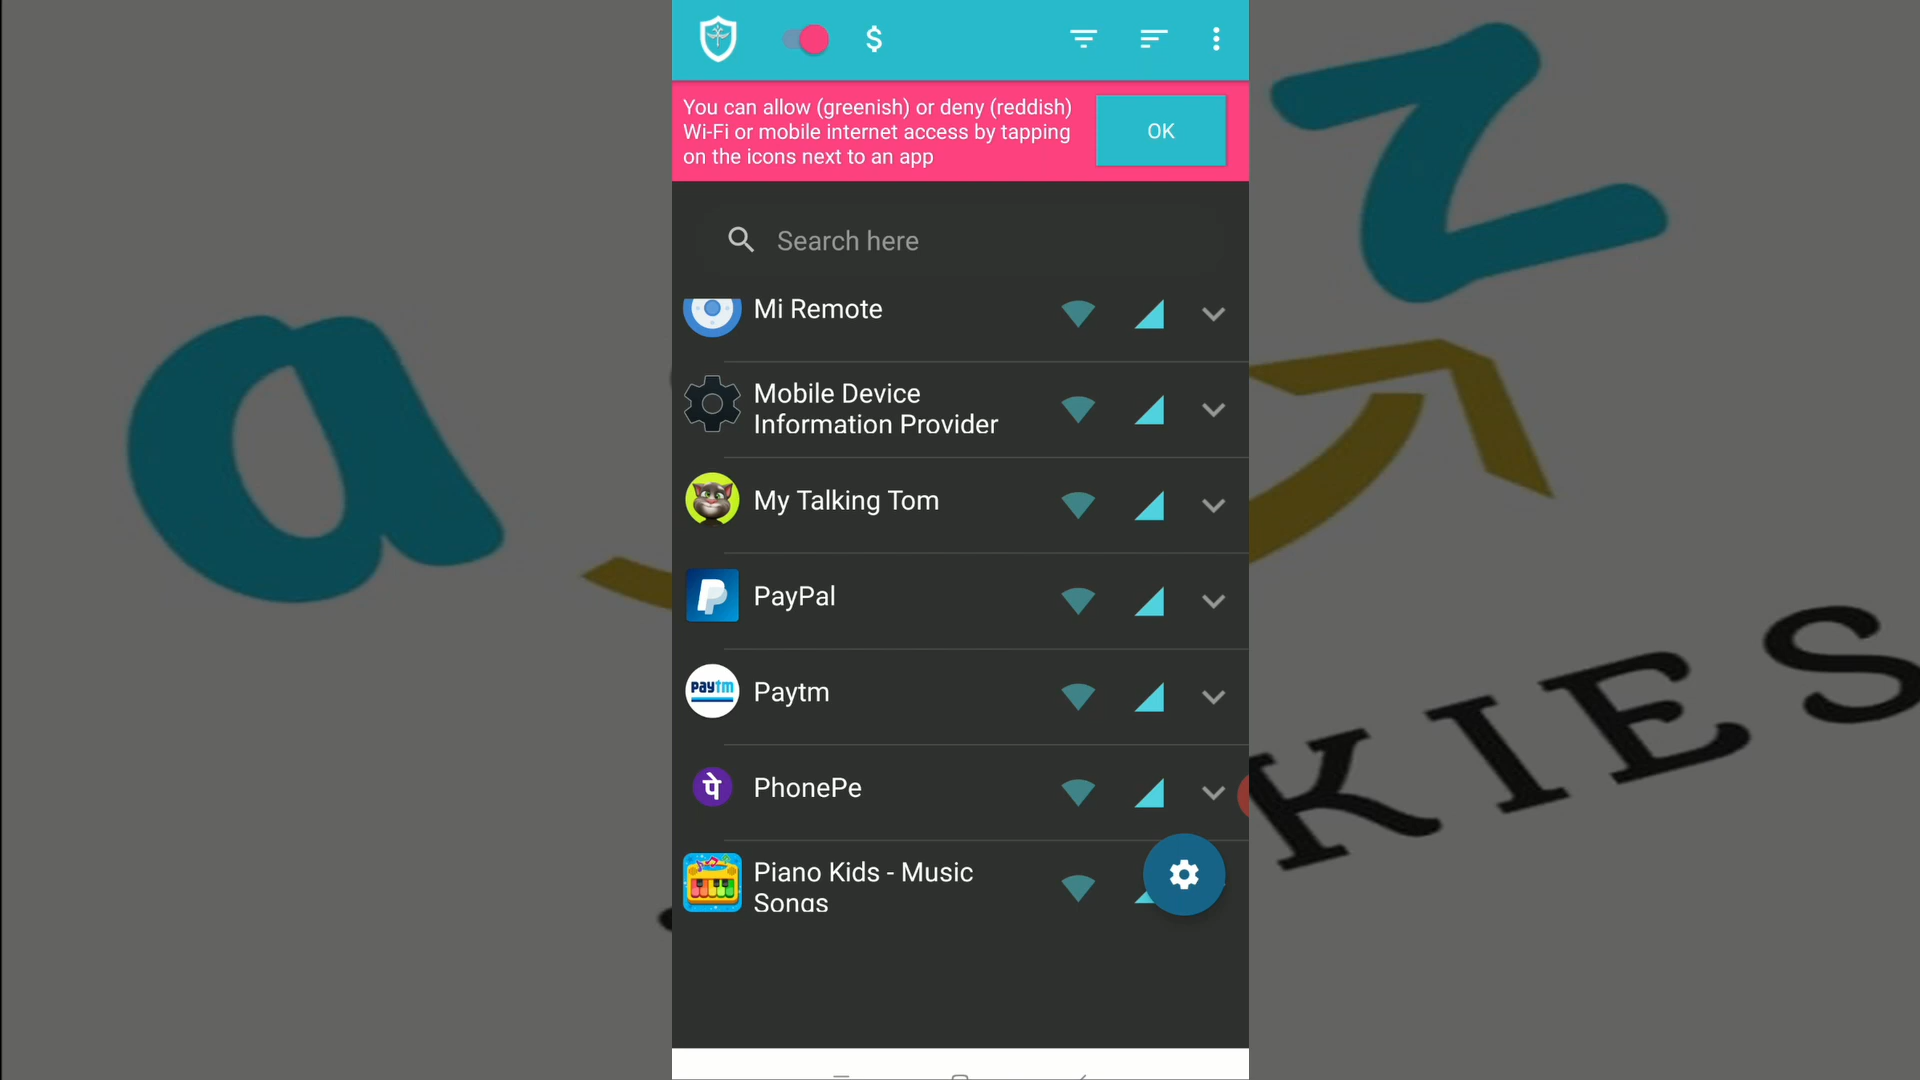 $
You can allow (greenish) or deny (reddish)
Wi-Fi or mobile internet access by tapping
on the icons next to an app
OK
Search here
Mi Remote
Mobile Device
Information Provider
My Talking Tom
PayPal
paytm
Paytm
पे
PhonePe
Piano Kids - Music
Songs
a
z
KIES